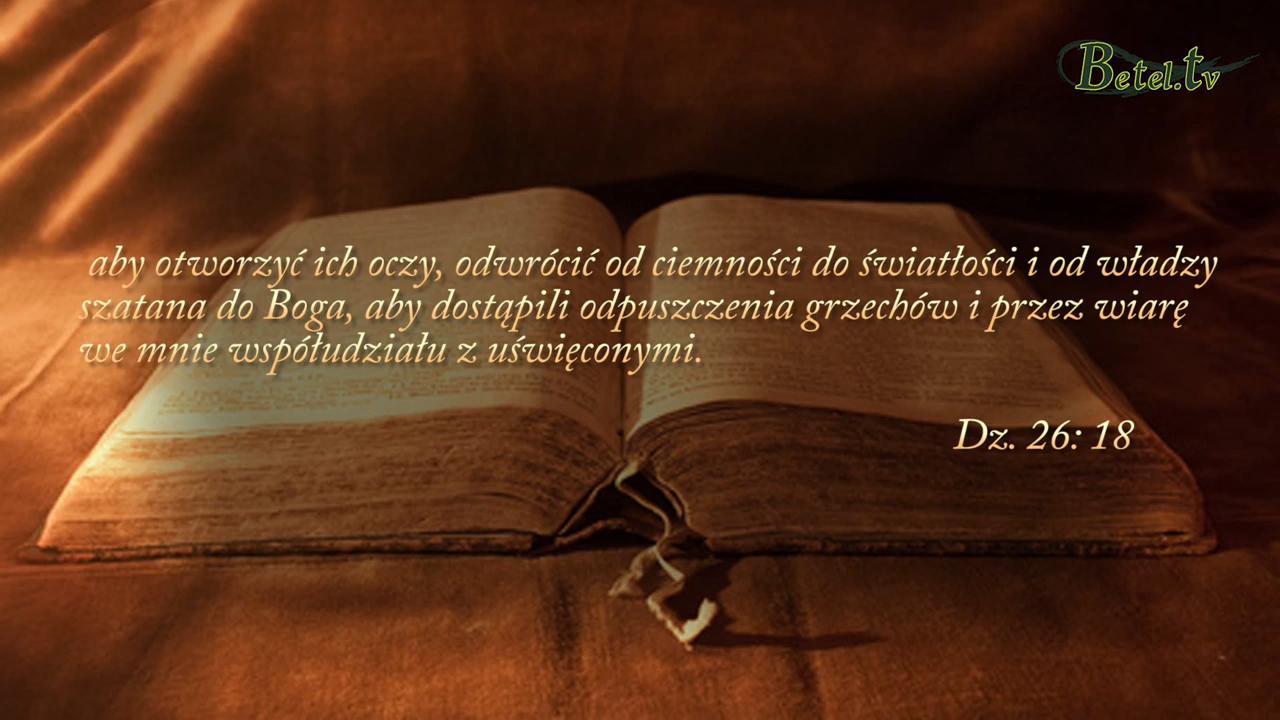 Betel.tv
aby otworzyć ich oczy, odwrócić od ciemności do światłości i od władzy
szatana do Boga, aby dostąpili odpuszczenia grzechów i przez wiarę
we mnie współudziału z uświęconymi.
Dz. 26: 18